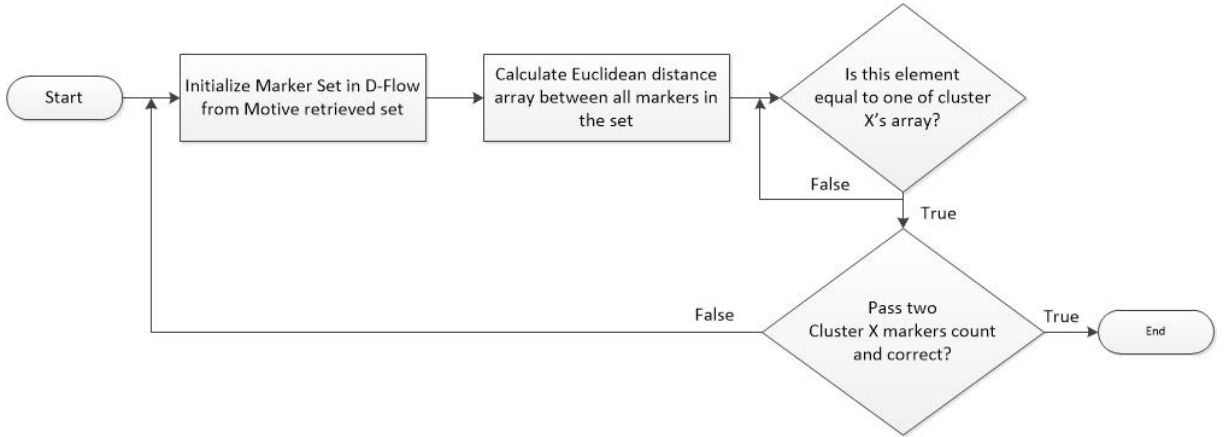 Start
Initialize Marker Set in D-Flow
from Motive retrieved set
Calculate Euclidean distance
array between all markers in
the set
Is this element
equal to one of cluster
X's array?
False
True
Pass two
Cluster X markers count
and correct?
False
True
End